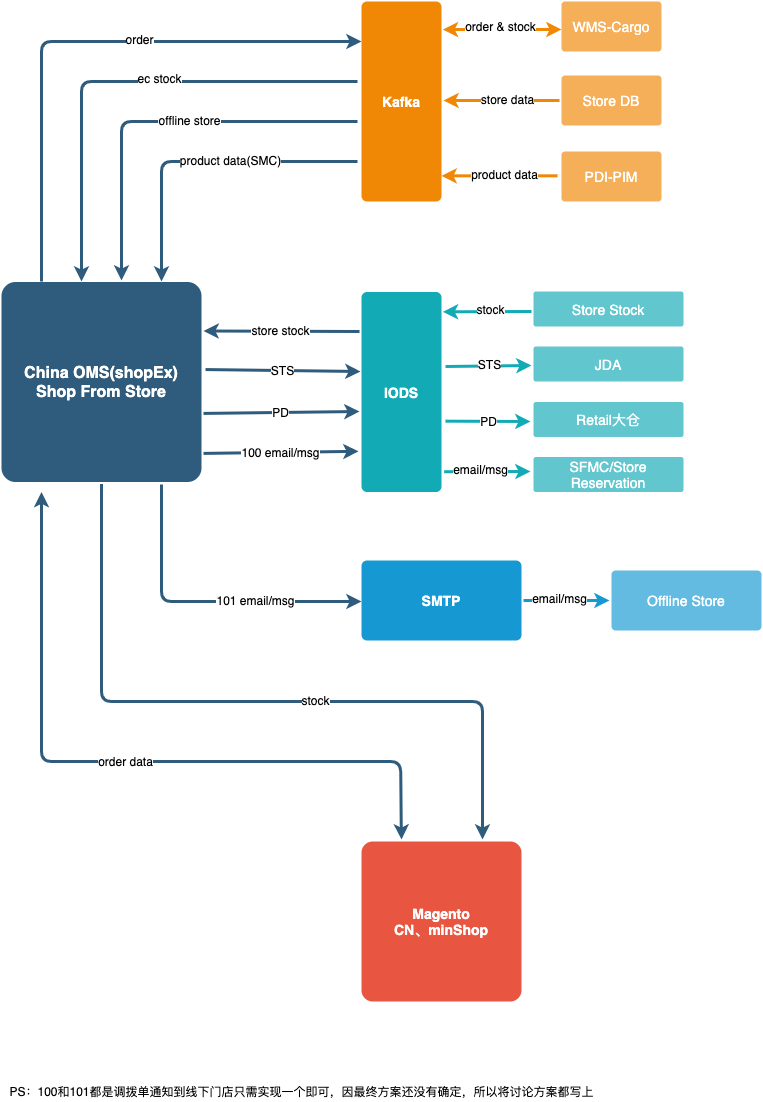 order
ec stock
offline store
product data(SMC)
Kafka
order & stock
WMS-Cargo
store data
Store DB
product data
PDI-PIM
China OMS(shopEx)
Shop From Store
store stock
STS
PD
100 email/msg
IODS
stock
Store Stock
STS
JDA
PD
Retail大仓
email/msg
SFMC/Store
Reservation
101 email/msg
SMTP
email/msg
Offline Store
stock
order data
Magento
CN、minShop
PS：100和101都是调拨单通知到线下门店只需实现一个即可，因最终方案还没有确定，所以将讨论方案都写上